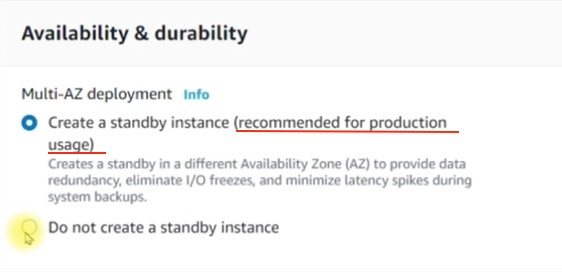 Availability & durability
Multi-AZ deployment Info
Create a standby instance (recommended for production
usage)
Creates a standby in a different Availability Zone (AZ) to provide data
redundancy, eliminate I/O freezes, and minimize latency spikes during
system backups.
Do not create a standby instance